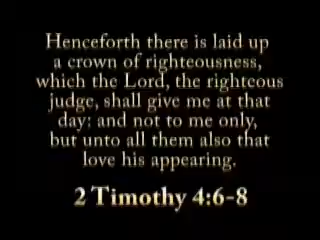 Henceforth there is laid up
a crown of righteousness,
which the Lord, the righteous
judge, shall give me at that
day: and not to me only,
but unto all them also that
love his appearing.
2 Timothy 4:6-8